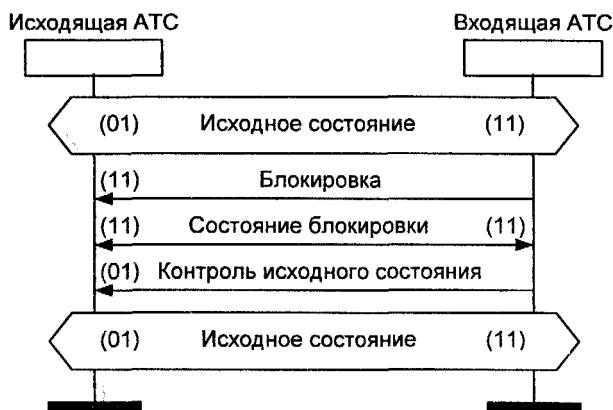 Исходящая АТС Входящая АТС
(01) Исходное состояние (11)
(11) Блокировка
(11) Состояние блокировки (11)
(01) Контроль исходного состояния
(01) Исходное состояние (11)